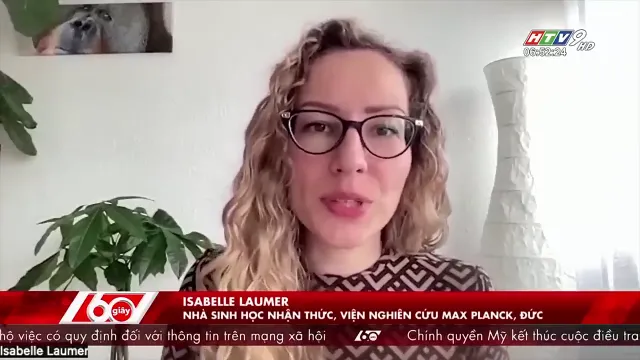 HTV9 HD
06:52:24
ISABELLE LAUMER
60 giây
NHÀ SINH HỌC NHẬN THỨC, VIỆN NGHIÊN CỨU MAX PLANCK, ĐỨC
hộ việc có quy định đối với thông tin trên mạng xã hội 60 Chính quyền Mỹ kết thúc cuộc điều tra
Isabelle Laumer